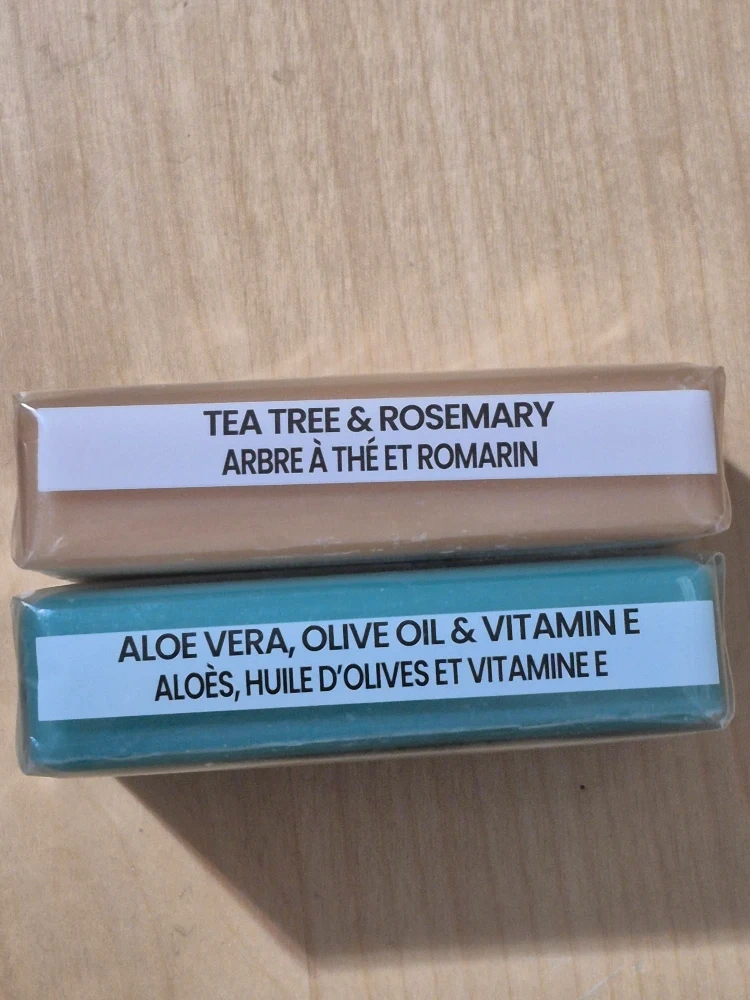 TEA TREE & ROSEMARY
ARBRE À THÉ ET ROMARIN
ALOE VERA, OLIVE OIL & VITAMIN E
ALOÈS, HUILE D'OLIVES ET VITAMINE E